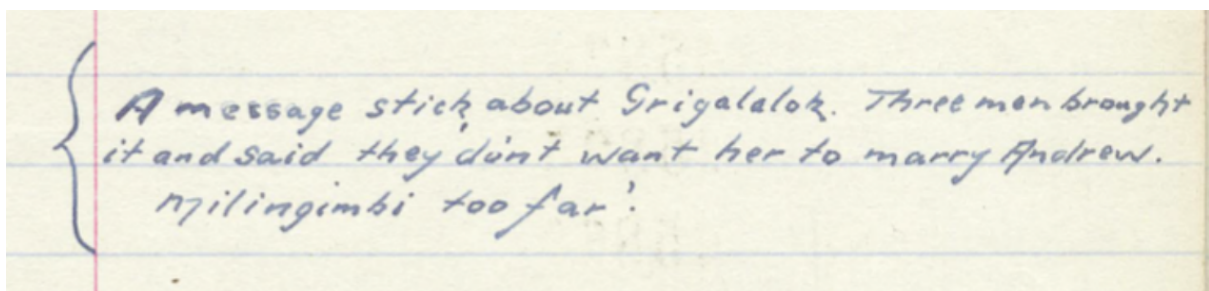 A message stick about Grigalalok. Three men brought
it and said they 'don't want her to marry Andrew.
Milingimbi too far'.